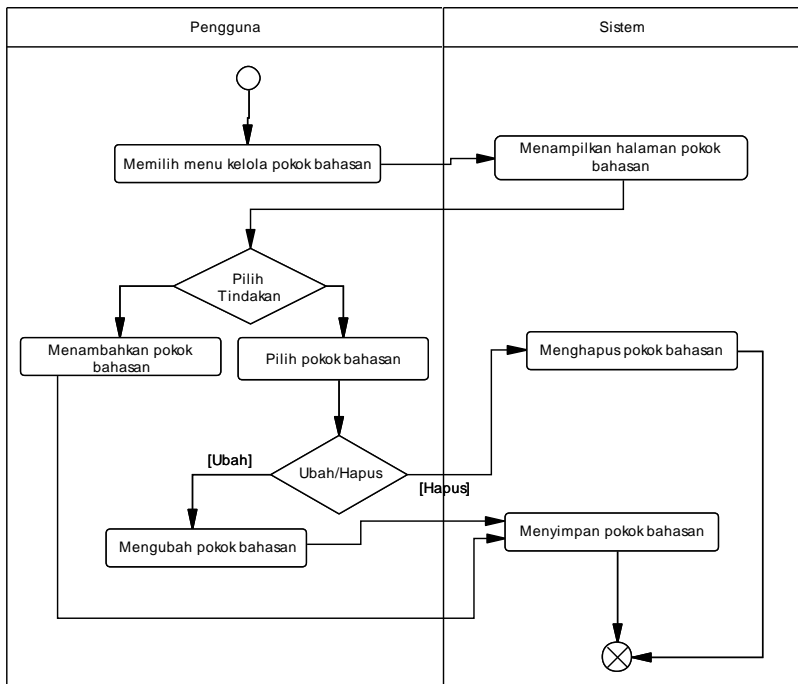 Pengguna
Sistem
Memilih menu kelola pokok bahasan
Menampilkan halaman pokok
bahasan
Pilih
Tindakan
Menambahkan pokok
bahasan
Pilih pokok bahasan
Menghapus pokok bahasan
[Ubah]
Ubah/Hapus
[Hapus]
Mengubah pokok bahasan
Menyimpan pokok bahasan